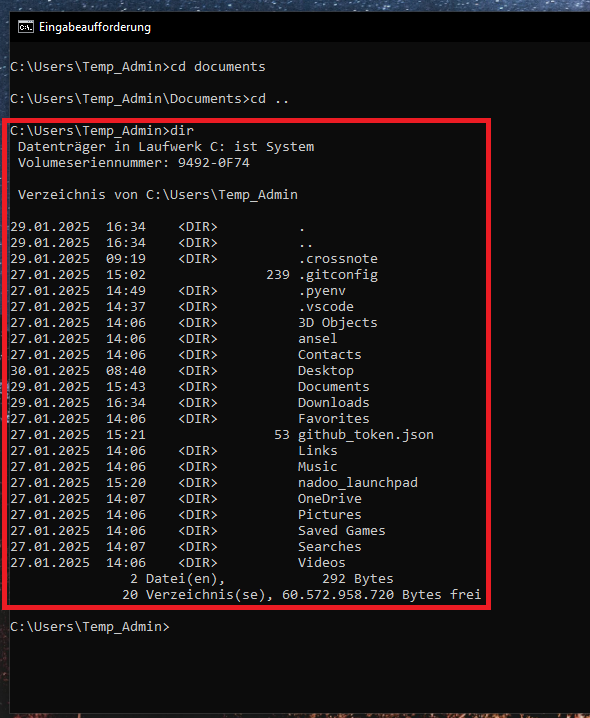 Eingabeaufforderung
C:\Users\Temp_Admin>cd documents
C:\Users\Temp_Admin\Documents>cd ..
C:\Users\Temp_Admin>dir
 Datenträger in Laufwerk C: ist System
 Volumeseriennummer: 9492-0F74
 Verzeichnis von C:\Users\Temp_Admin
29.01.2025  16:34    <DIR>          .
29.01.2025  16:34    <DIR>          ..
29.01.2025  09:19    <DIR>          .crossnote
27.01.2025  15:02               239 .gitconfig
27.01.2025  14:49    <DIR>          .pyenv
27.01.2025  14:37    <DIR>          .vscode
27.01.2025  14:06    <DIR>          3D Objects
27.01.2025  14:06    <DIR>          ansel
27.01.2025  14:06    <DIR>          Contacts
30.01.2025  08:40    <DIR>          Desktop
29.01.2025  15:43    <DIR>          Documents
29.01.2025  16:34    <DIR>          Downloads
27.01.2025  14:06    <DIR>          Favorites
27.01.2025  15:21                53 github_token.json
27.01.2025  14:06    <DIR>          Links
27.01.2025  14:06    <DIR>          Music
27.01.2025  15:20    <DIR>          nadoo_launchpad
27.01.2025  14:07    <DIR>          OneDrive
27.01.2025  14:06    <DIR>          Pictures
27.01.2025  14:06    <DIR>          Saved Games
27.01.2025  14:07    <DIR>          Searches
27.01.2025  14:06    <DIR>          Videos
               2 Datei(en),            292 Bytes
              20 Verzeichnis(se), 60.572.958.720 Bytes frei
C:\Users\Temp_Admin>